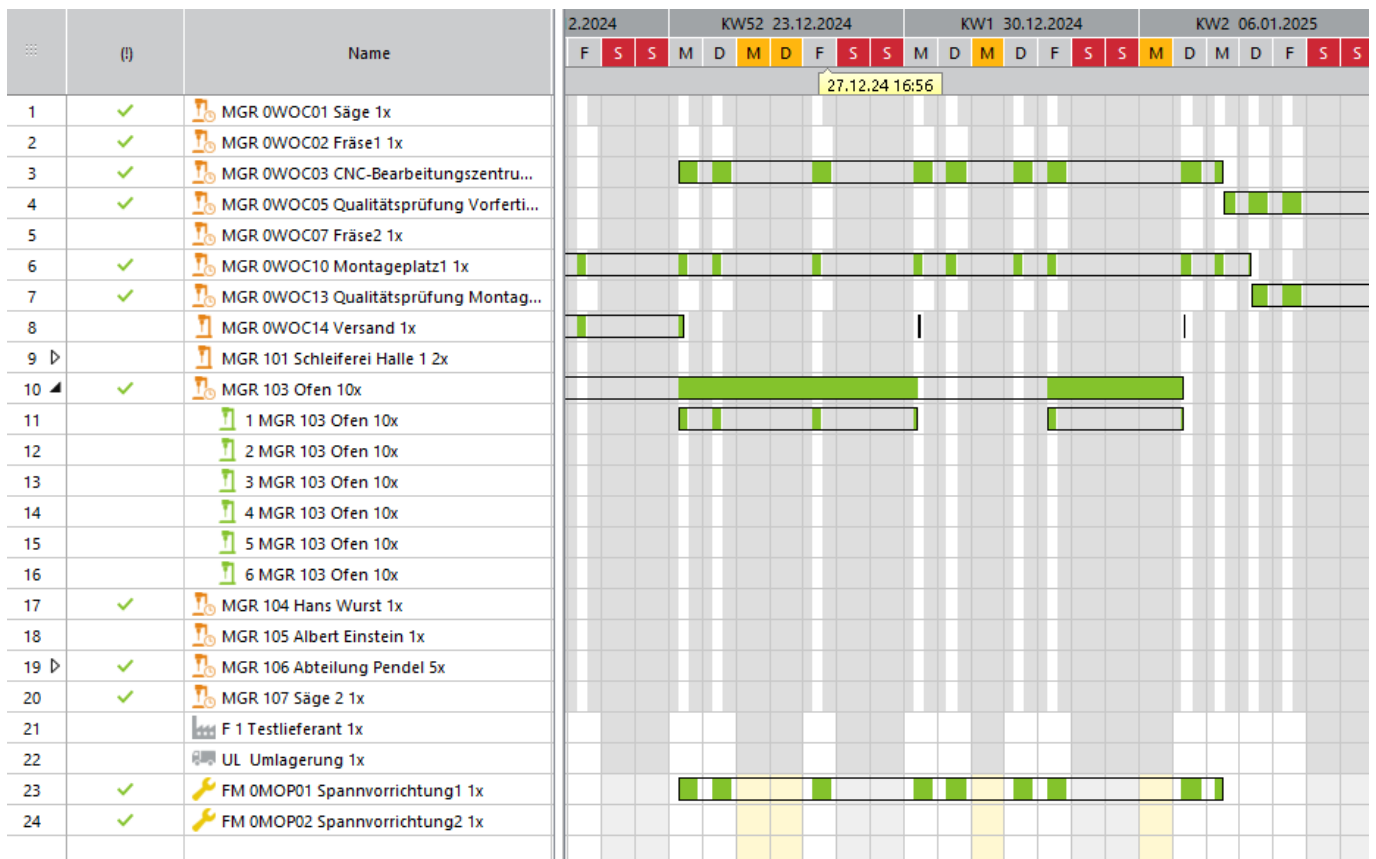 2.2024 KW52 23.12.2024 KW1 30.12.2024 KW2 06.01.2025
(!) Name F S S M D M D F S S M D M D F S S M D M D F S S
27.12.24 16:56
1 MGR 0WOC01 Säge 1x
2 MGR 0WOC02 Fräse1 1x
3 MGR 0WOC03 CNC-Bearbeitungszentru...
4 MGR 0WOC05 Qualitätsprüfung Vorferti...
5 MGR 0WOC07 Fräse2 1x
6 MGR 0WOC10 Montageplatz1 1x
7 MGR 0WOC13 Qualitätsprüfung Montag...
8 MGR 0WOC14 Versand 1x
9 MGR 101 Schleiferei Halle 1 2x
10 MGR 103 Ofen 10x
11 1 MGR 103 Ofen 10x
12 2 MGR 103 Ofen 10x
13 3 MGR 103 Ofen 10x
14 4 MGR 103 Ofen 10x
15 5 MGR 103 Ofen 10x
16 6 MGR 103 Ofen 10x
17 MGR 104 Hans Wurst 1x
18 MGR 105 Albert Einstein 1x
19 MGR 106 Abteilung Pendel 5x
20 MGR 107 Säge 2 1x
21 F 1 Testlieferant 1x
22 UL Umlagerung 1x
23 FM 0MOP01 Spannvorrichtung1 1x
24 FM 0MOP02 Spannvorrichtung2 1x